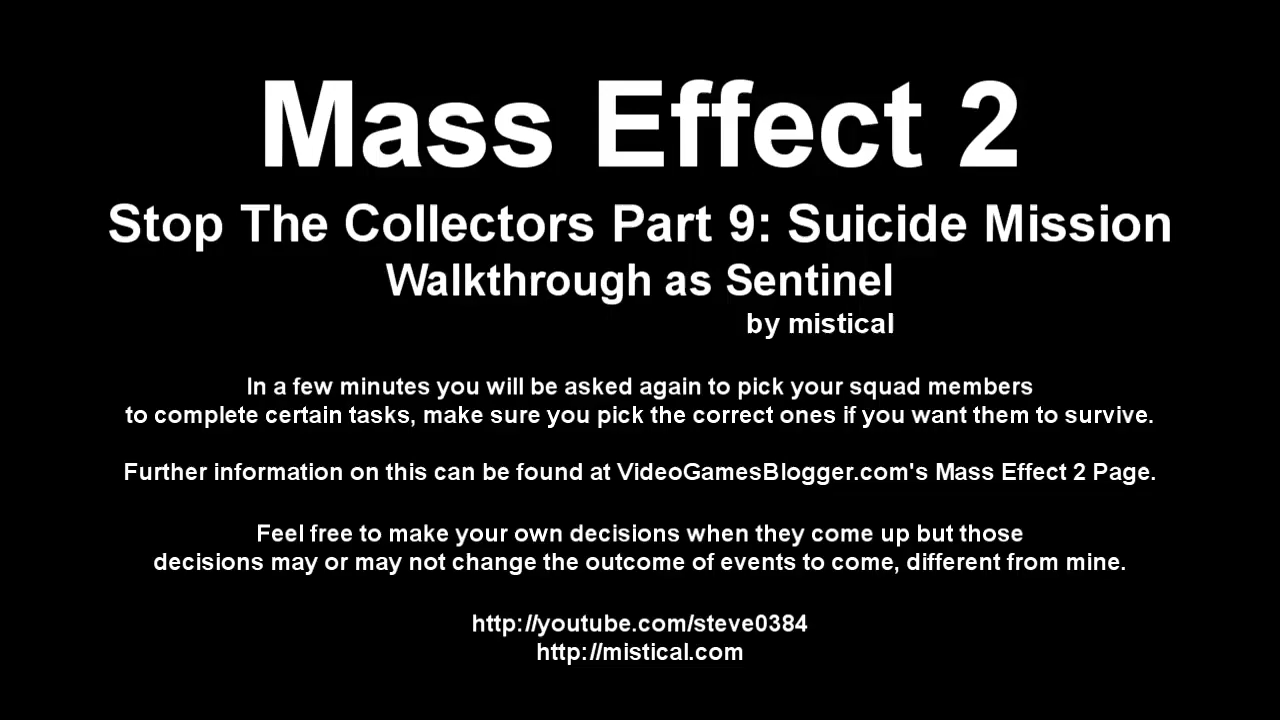 Mass Effect 2
Stop The Collectors Part 9: Suicide Mission
Walkthrough as Sentinel
by mistical
In a few minutes you will be asked again to pick your squad members
to complete certain tasks, make sure you pick the correct ones if you want them to survive.
Further information on this can be found at VideoGamesBlogger.com's Mass Effect 2 Page.
Feel free to make your own decisions when they come up but those
decisions may or may not change the outcome of events to come, different from mine.
http://youtube.com/steve0384
http://mistical.com